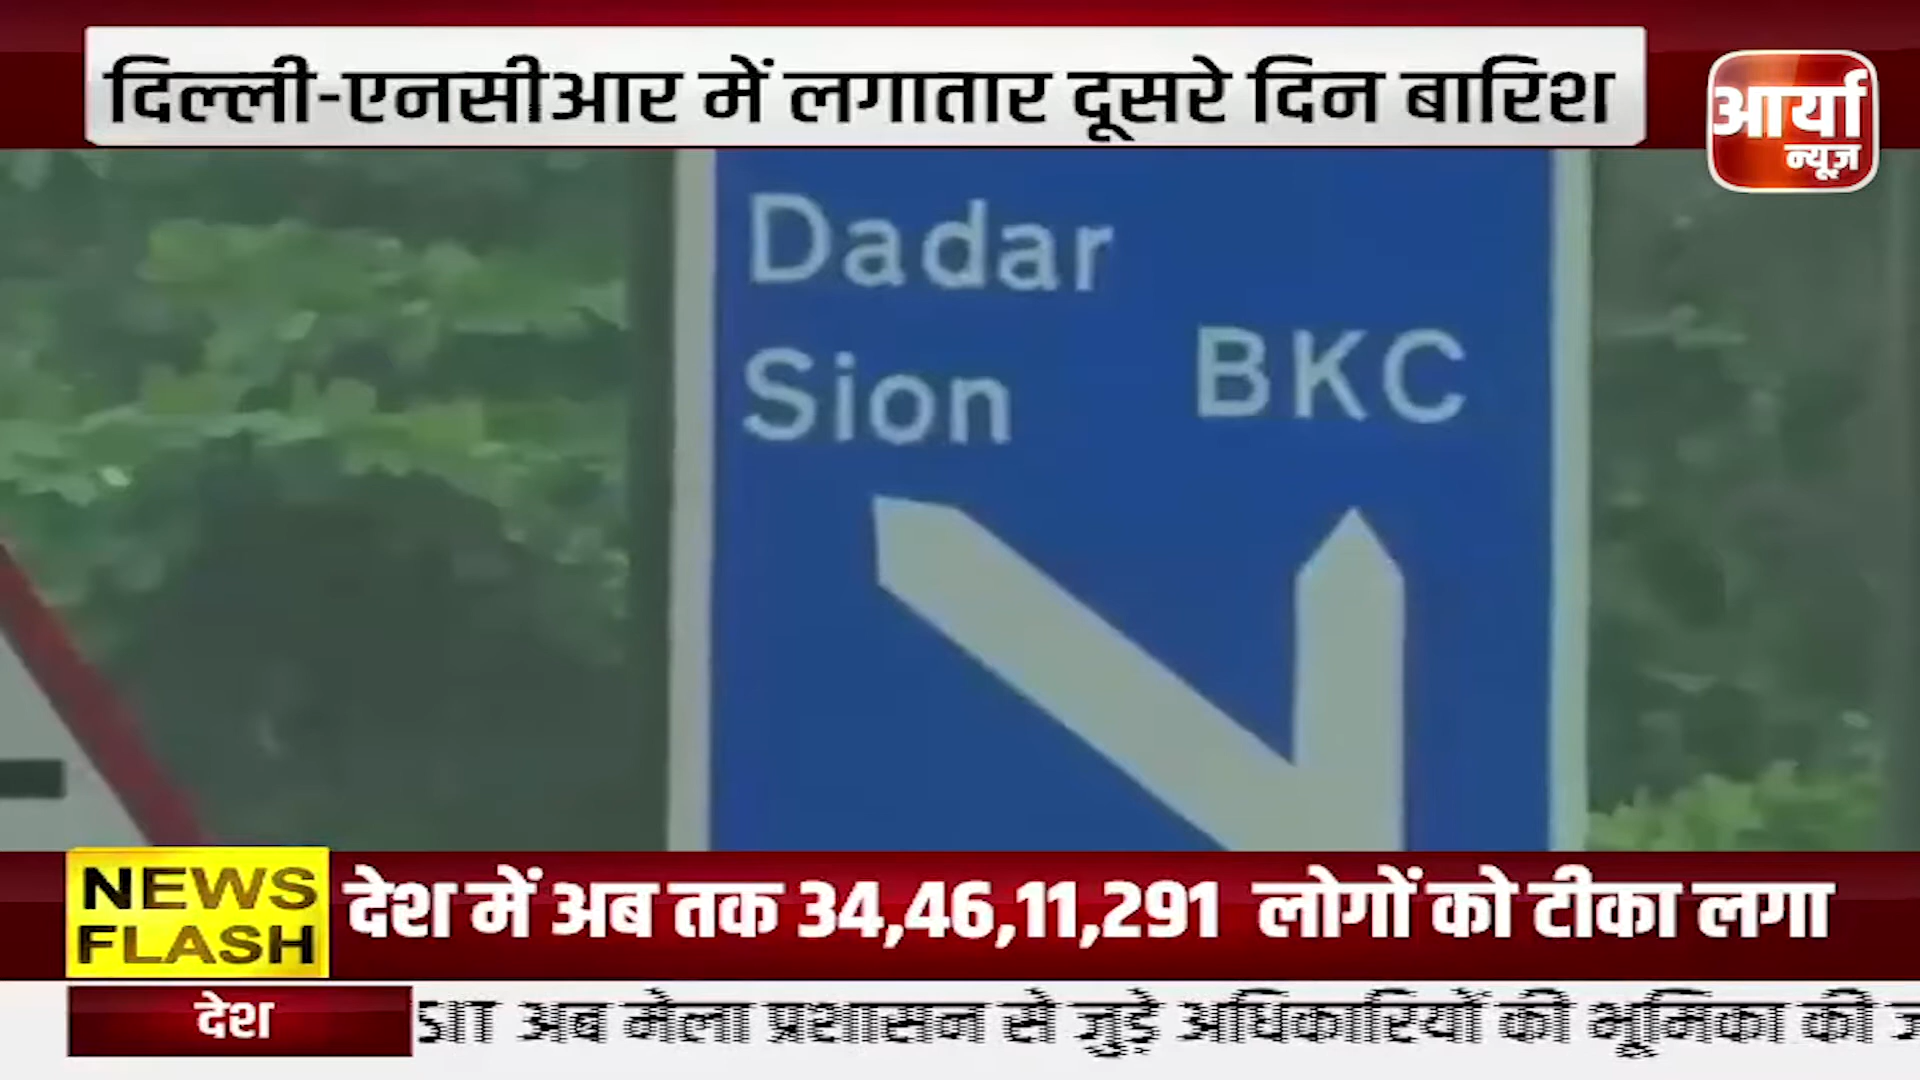 दिल्ली-एनसीआर में लगातार दूसरे दिन बारिश
आर्या
न्यूज़
Dadar
Sion
BKC
NEWS
FLASH
देश में अब तक 34,46,11,291 लोगों को टीका लगा
देश
SIT अब मेला प्रशासन से जुड़े अधिकारियों की भूमिका की